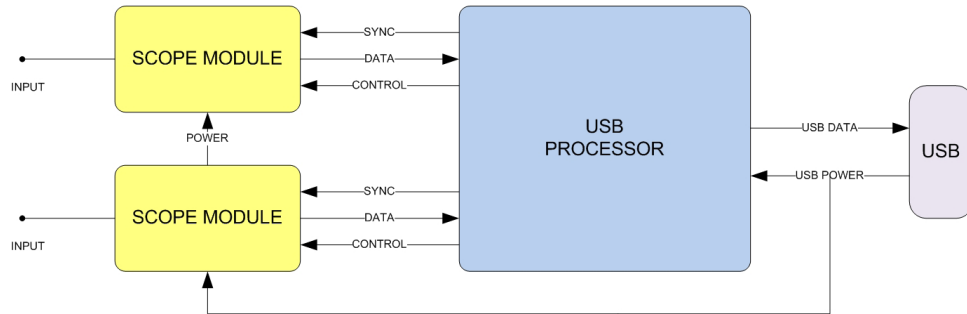 SYNC
SCOPE MODULE
DATA
CONTROL
INPUT
POWER
USB
PROCESSOR
USB DATA
USB
USB POWER
SYNC
SCOPE MODULE
DATA
CONTROL
INPUT